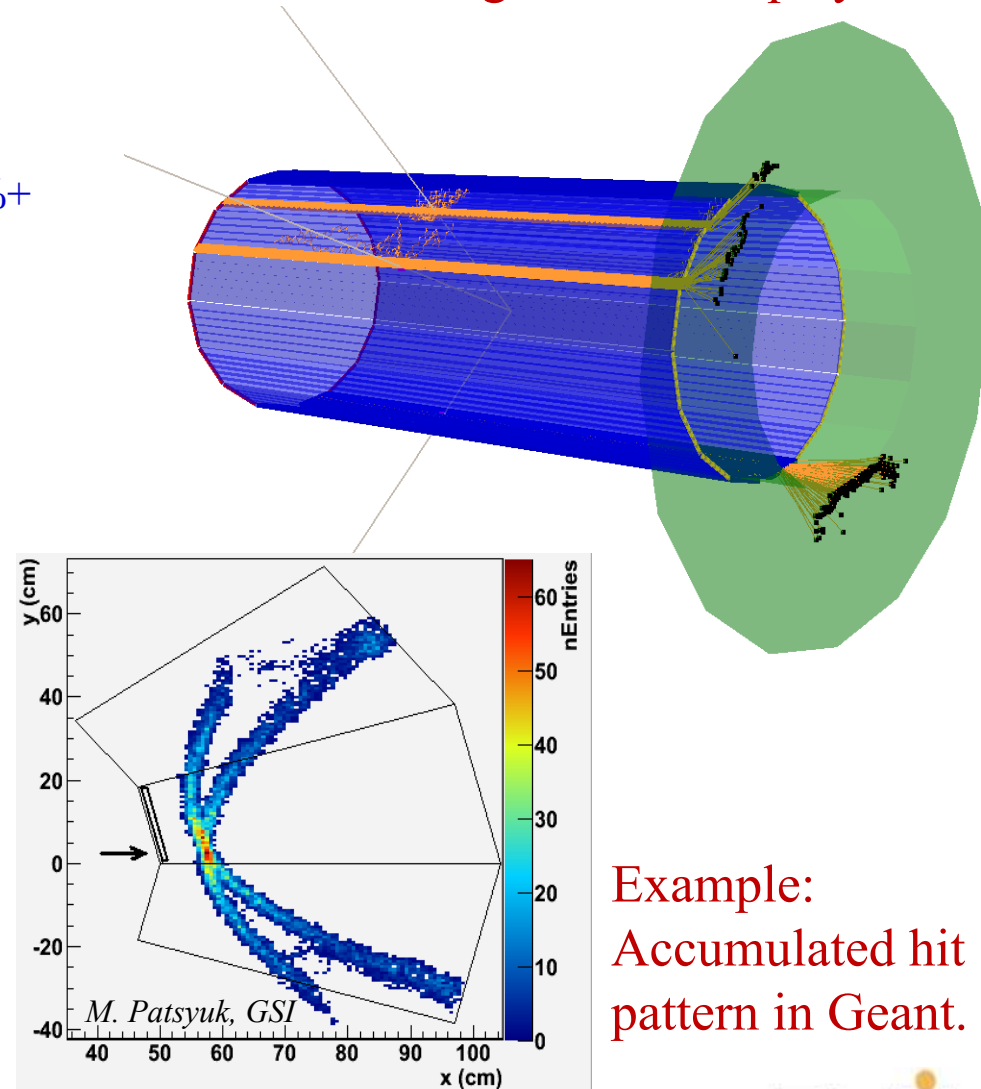 y (cm)
60
40
20
0
-20
-40
40 50 60 70 80 90 100
x (cm)
nEntries
60
50
40
30
20
10
0
M. Patsyuk, GSI
Example:
Accumulated hit
pattern in Geant.